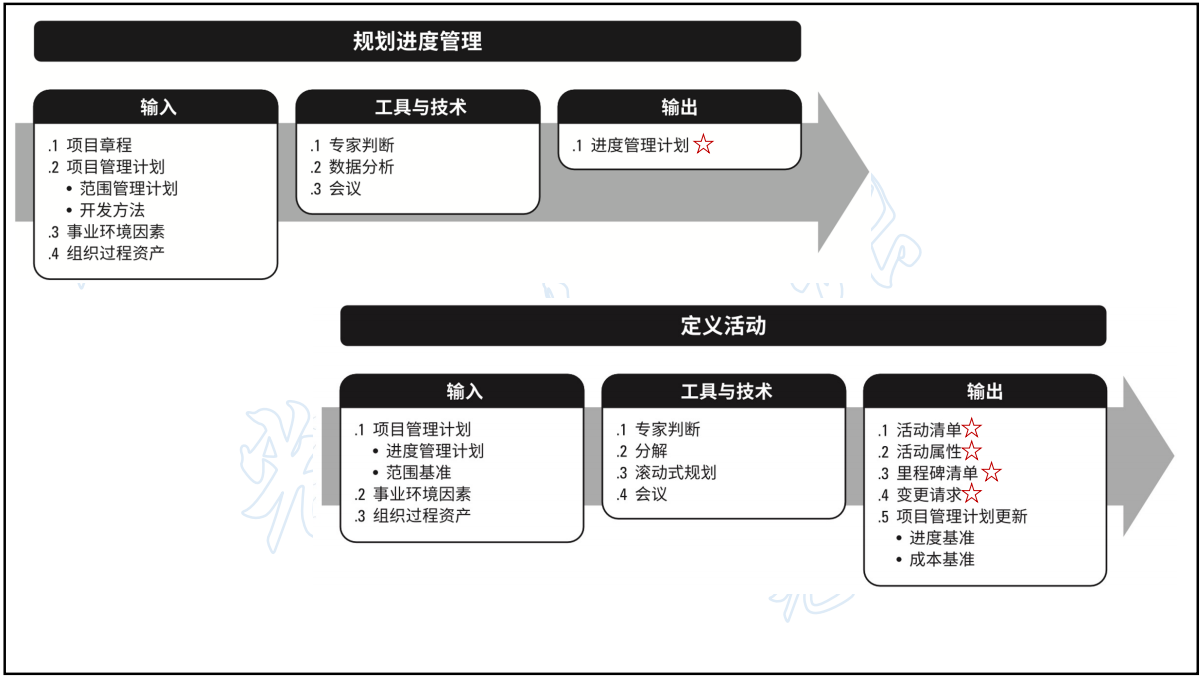 规划进度管理
输入
.1 项目章程
.2 项目管理计划
• 范围管理计划
• 开发方法
.3 事业环境因素
.4 组织过程资产
工具与技术
.1 专家判断
.2 数据分析
.3 会议
输出
.1 进度管理计划
定义活动
输入
.1 项目管理计划
• 进度管理计划
• 范围基准
.2 事业环境因素
.3 组织过程资产
工具与技术
.1 专家判断
.2 分解
.3 滚动式规划
.4 会议
输出
.1 活动清单
.2 活动属性
.3 里程碑清单
.4 变更请求
.5 项目管理计划更新
• 进度基准
• 成本基准